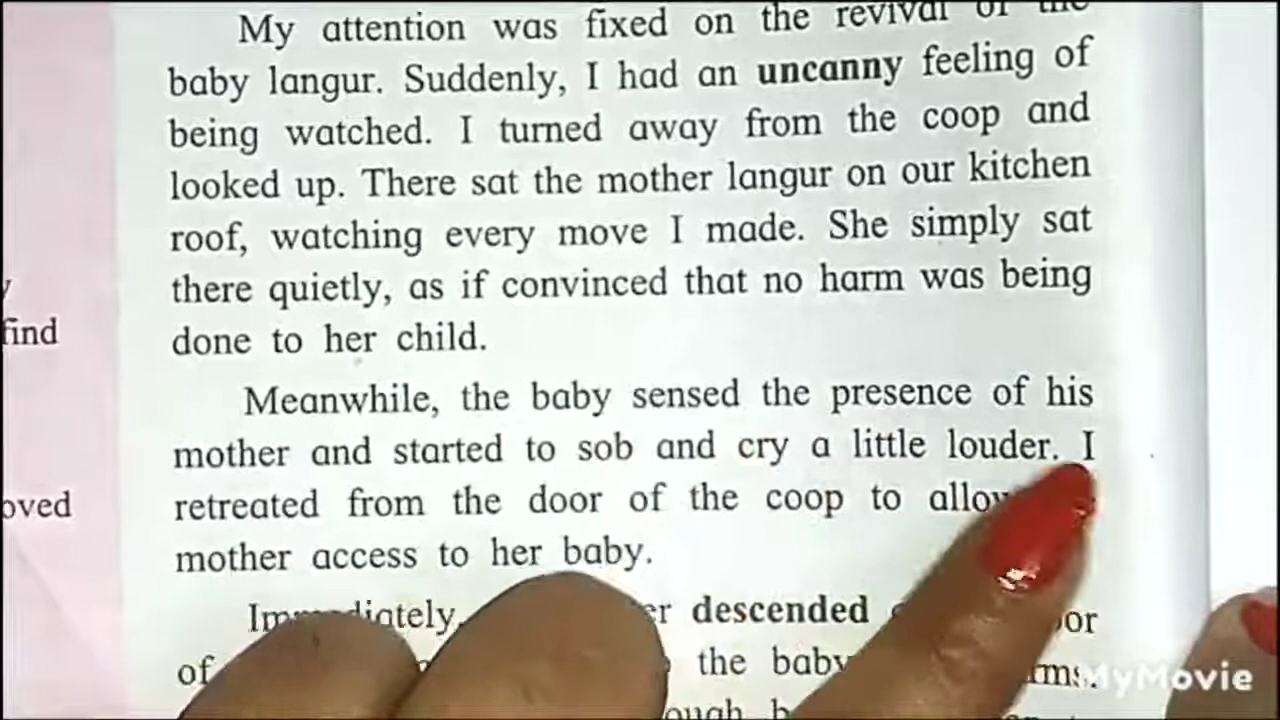 My attention was fixed on the revival of the
baby langur. Suddenly, I had an uncanny feeling of
being watched. I turned away from the coop and
looked up. There sat the mother langur on our kitchen
roof, watching every move I made. She simply sat
there quietly, as if convinced that no harm was being
done to her child.
Meanwhile, the baby sensed the presence of his
mother and started to sob and cry a little louder. I
retreated from the door of the coop to
mother access to her baby.
Immediately, descended
of the baby
find
oved
MyMovie